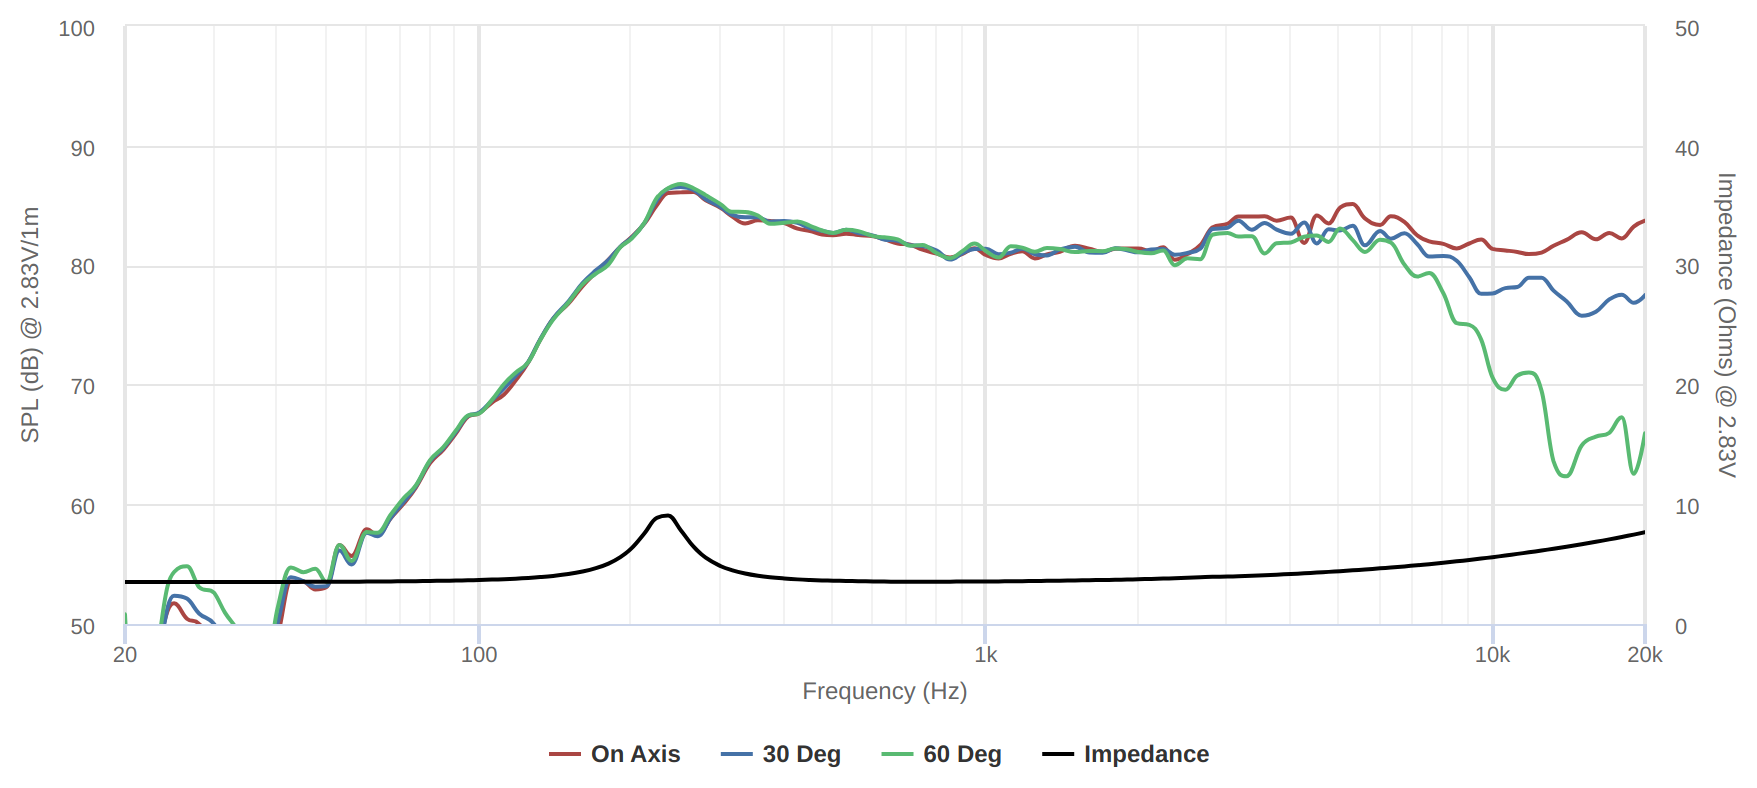 100
90
80
70
60
50
SPL (dB) @ 2.83V/1m
50
40
30
20
10
0
Impedance (Ohms) @ 2.83V
20
100
1k
10k
20k
Frequency (Hz)
On Axis
30 Deg
60 Deg
Impedance